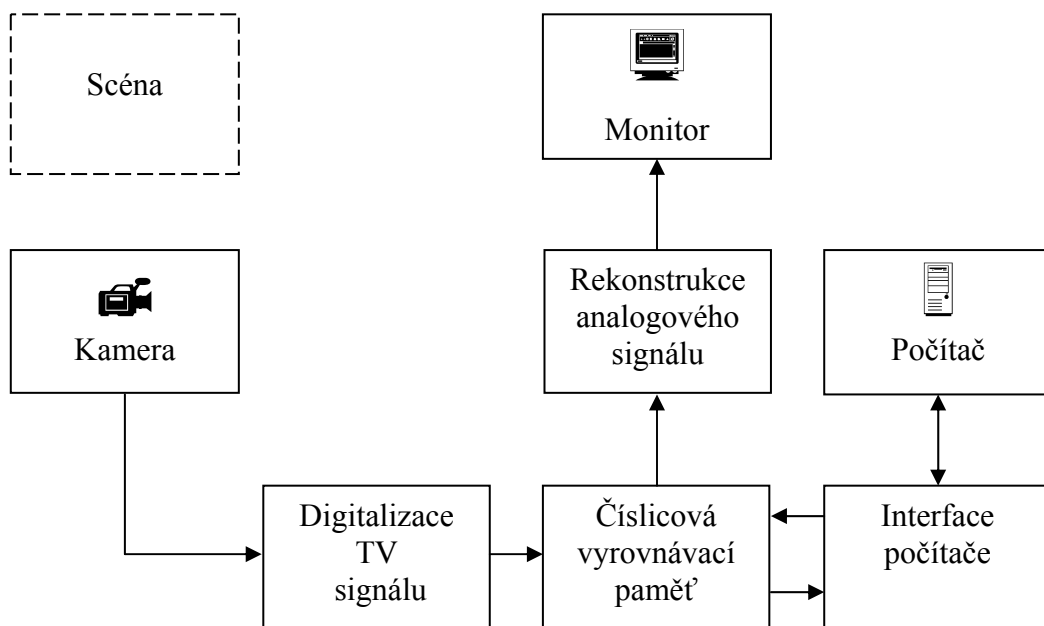 Scéna
Monitor
Kamera
Rekonstrukce
analogového
signálu
Počítač
Digitalizace
TV
signálu
Číslicová
vyrovnávací
paměť
Interface
počítače